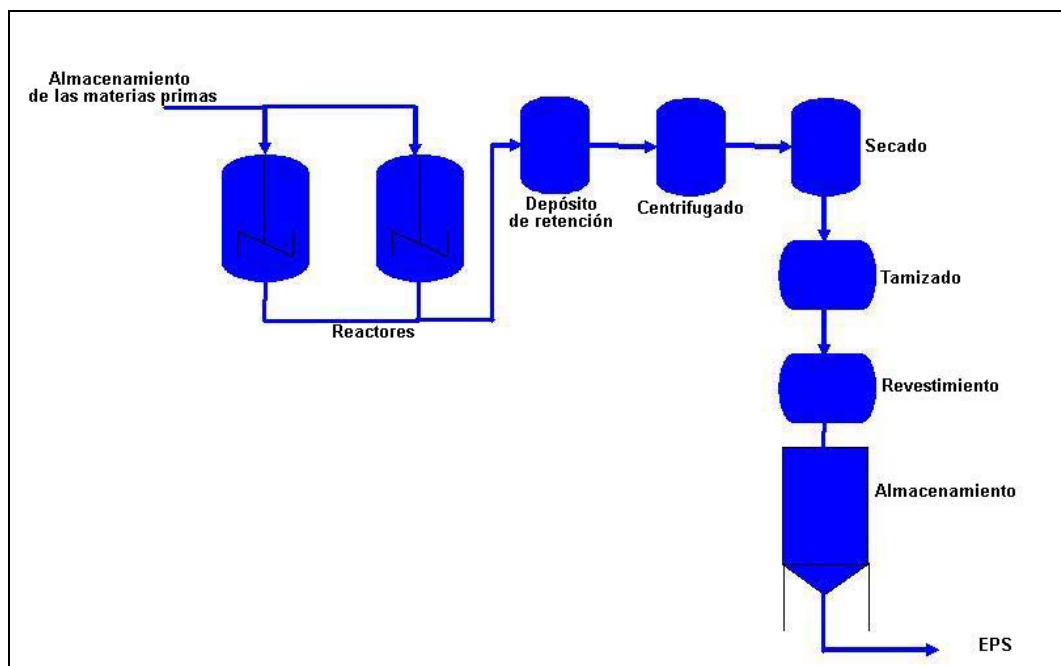 Almacenamiento
de las materias primas
Reactores
Depósito
de retención
Centrifugado
Secado
Tamizado
Revestimiento
Almacenamiento
EPS